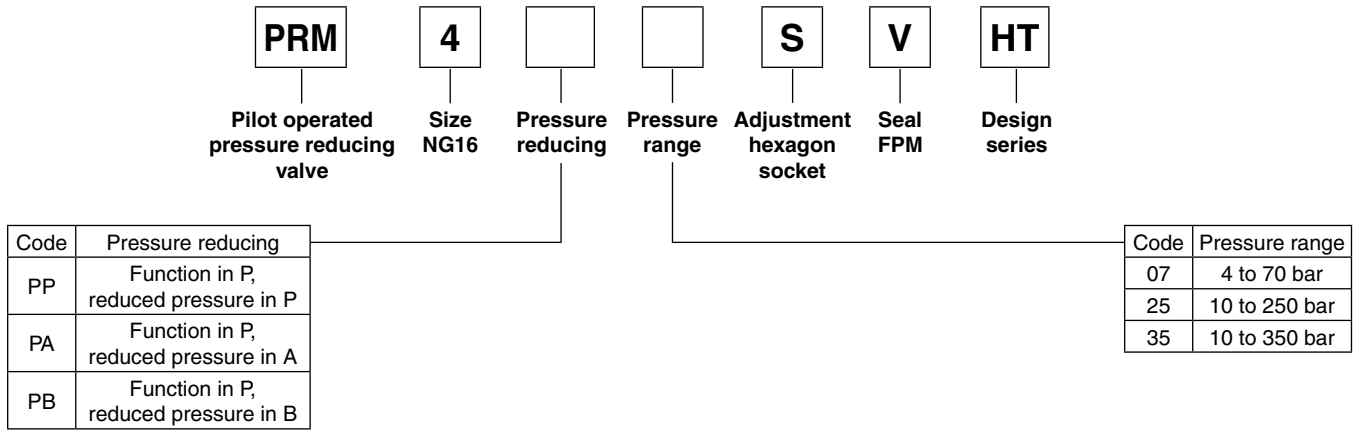 PRM 4 S V HT
Pilot operated
pressure reducing
valve
Size
NG16
Pressure
reducing
Pressure
range
Adjustment
hexagon
socket
Seal
FPM
Design
series
Code Pressure reducing
PP Function in P,
reduced pressure in P
PA Function in P,
reduced pressure in A
PB Function in P,
reduced pressure in B
Code Pressure range
07 4 to 70 bar
25 10 to 250 bar
35 10 to 350 bar